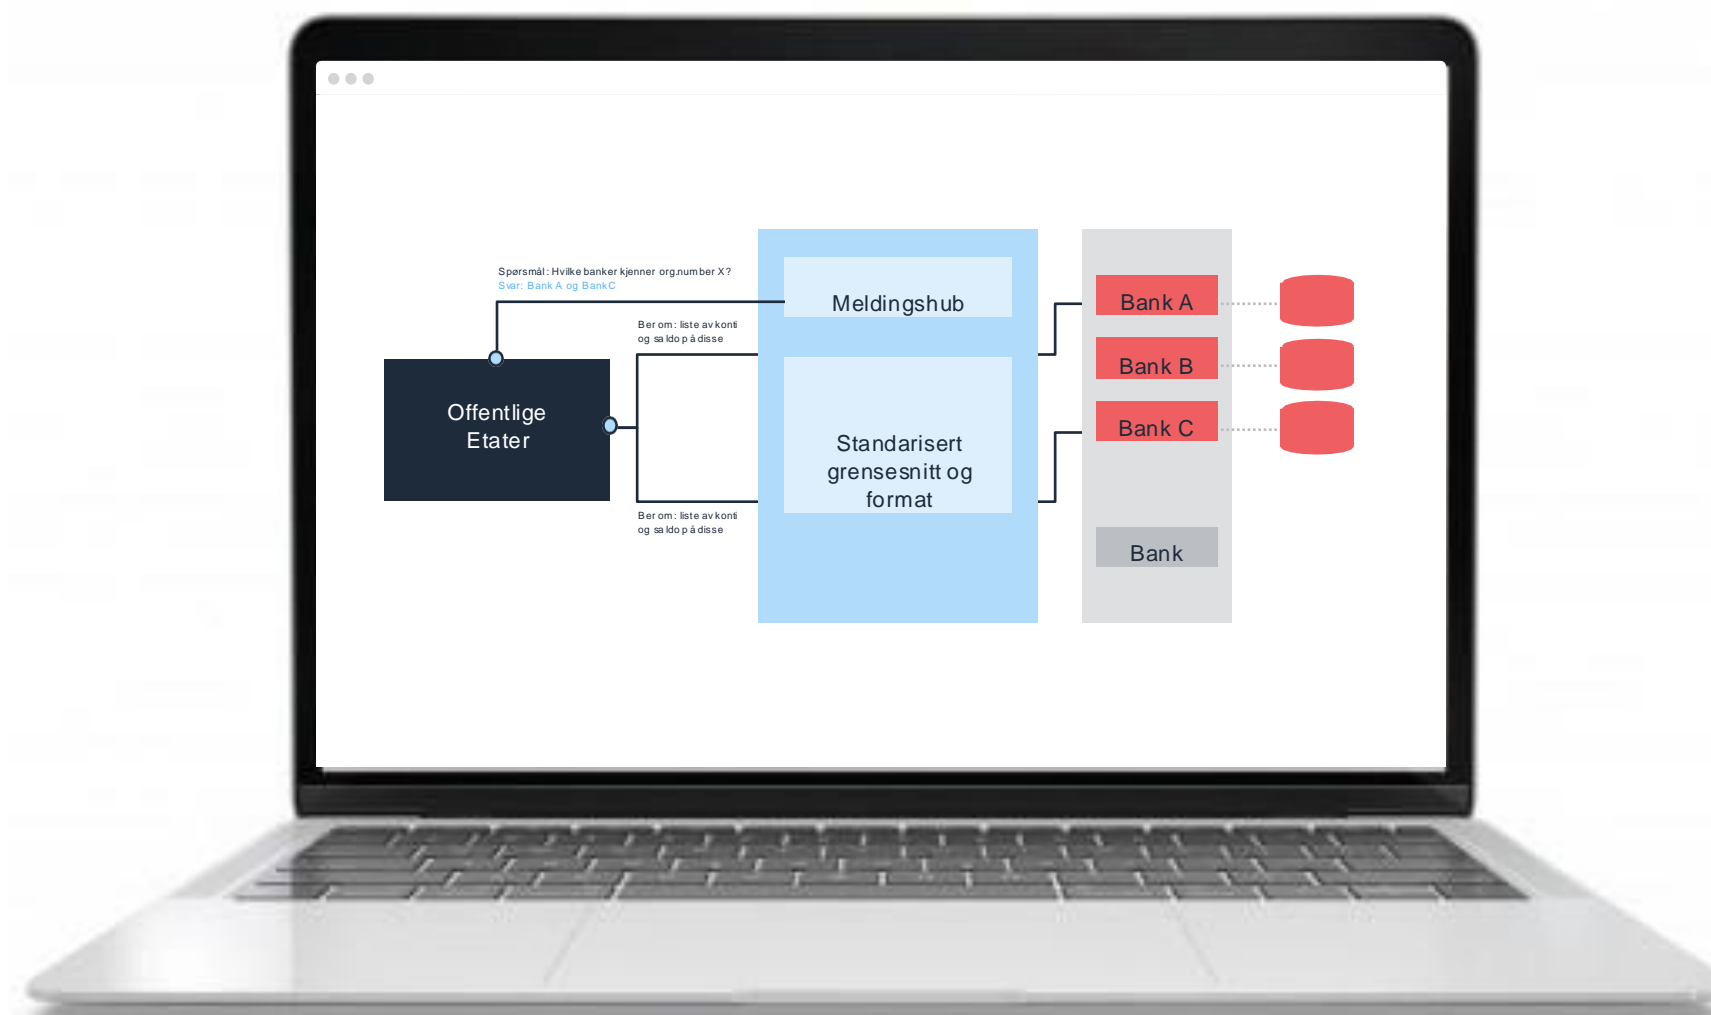 Spørsmål: Hvilke banker kjenner org.number X?
Svar: Bank A og Bank C
Ber om: liste av konti
og saldo på disse
Offentlige
Etater
Ber om: liste av konti
og saldo på disse
Meldingshub
Standarisert
grensesnitt og
format
Bank A
Bank B
Bank C
Bank